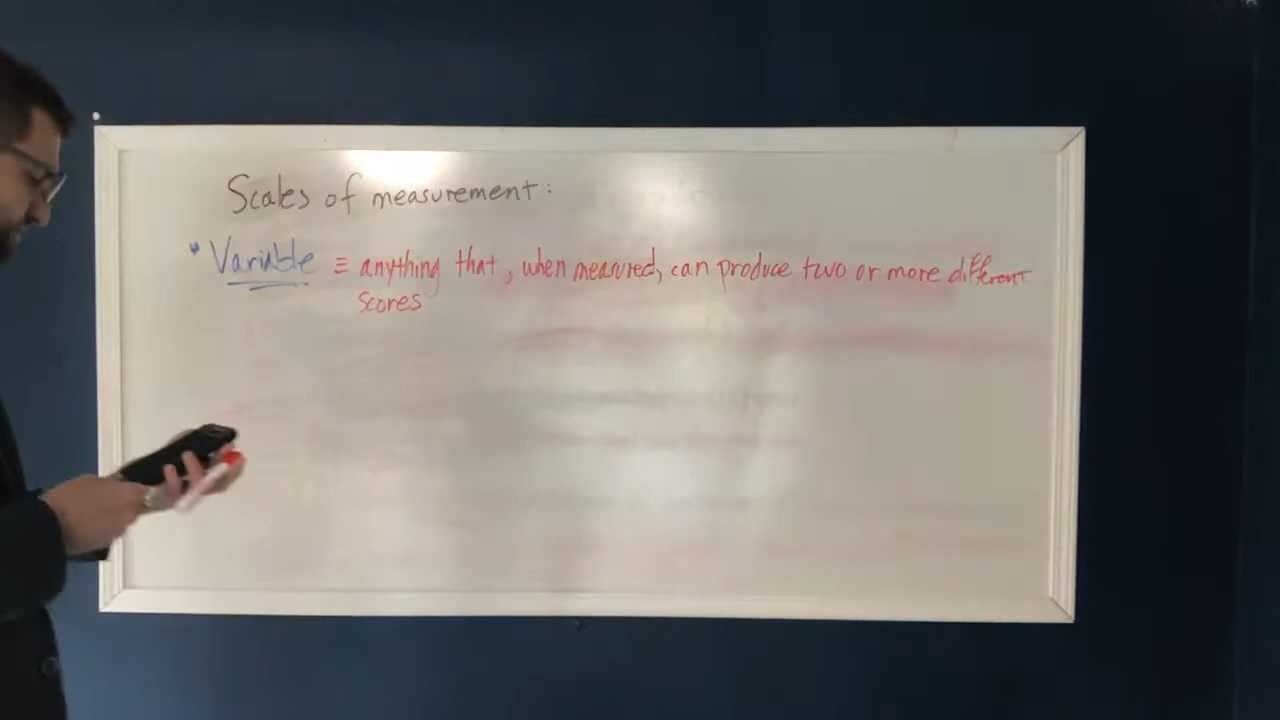 Scales of measurement:
• Variable ≡ anything that, when measured, can produce two or more different
scores